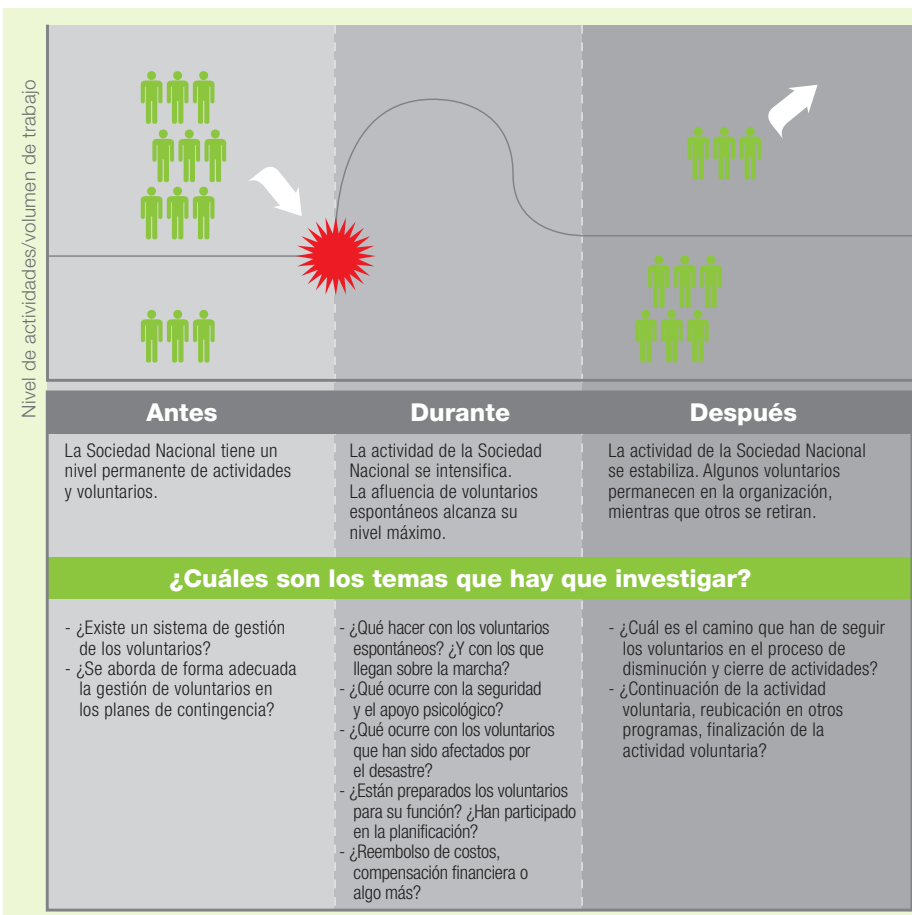 Nivel de actividades/volumen de trabajo
Antes
La Sociedad Nacional tiene un
nivel permanente de actividades
y voluntarios.
Durante
La actividad de la Sociedad
Nacional se intensifica.
La afluencia de voluntarios
espontáneos alcanza su
nivel máximo.
Después
La actividad de la Sociedad Nacional
se estabiliza. Algunos voluntarios
permanecen en la organización,
mientras que otros se retiran.
¿Cuáles son los temas que hay que investigar?
- ¿Existe un sistema de gestión
de los voluntarios?
- ¿Se aborda de forma adecuada
la gestión de voluntarios en
los planes de contingencia?
- ¿Qué hacer con los voluntarios
espontáneos? ¿Y con los que
llegan sobre la marcha?
- ¿Qué ocurre con la seguridad
y el apoyo psicológico?
- ¿Qué ocurre con los voluntarios
que han sido afectados por
el desastre?
- ¿Están preparados los voluntarios
para su función? ¿Han participado
en la planificación?
- ¿Reembolso de costos,
compensación financiera o
algo más?
- ¿Cuál es el camino que han de seguir
los voluntarios en el proceso de
disminución y cierre de actividades?
- ¿Continuación de la actividad
voluntaria, reubicación en otros
programas, finalización de la
actividad voluntaria?